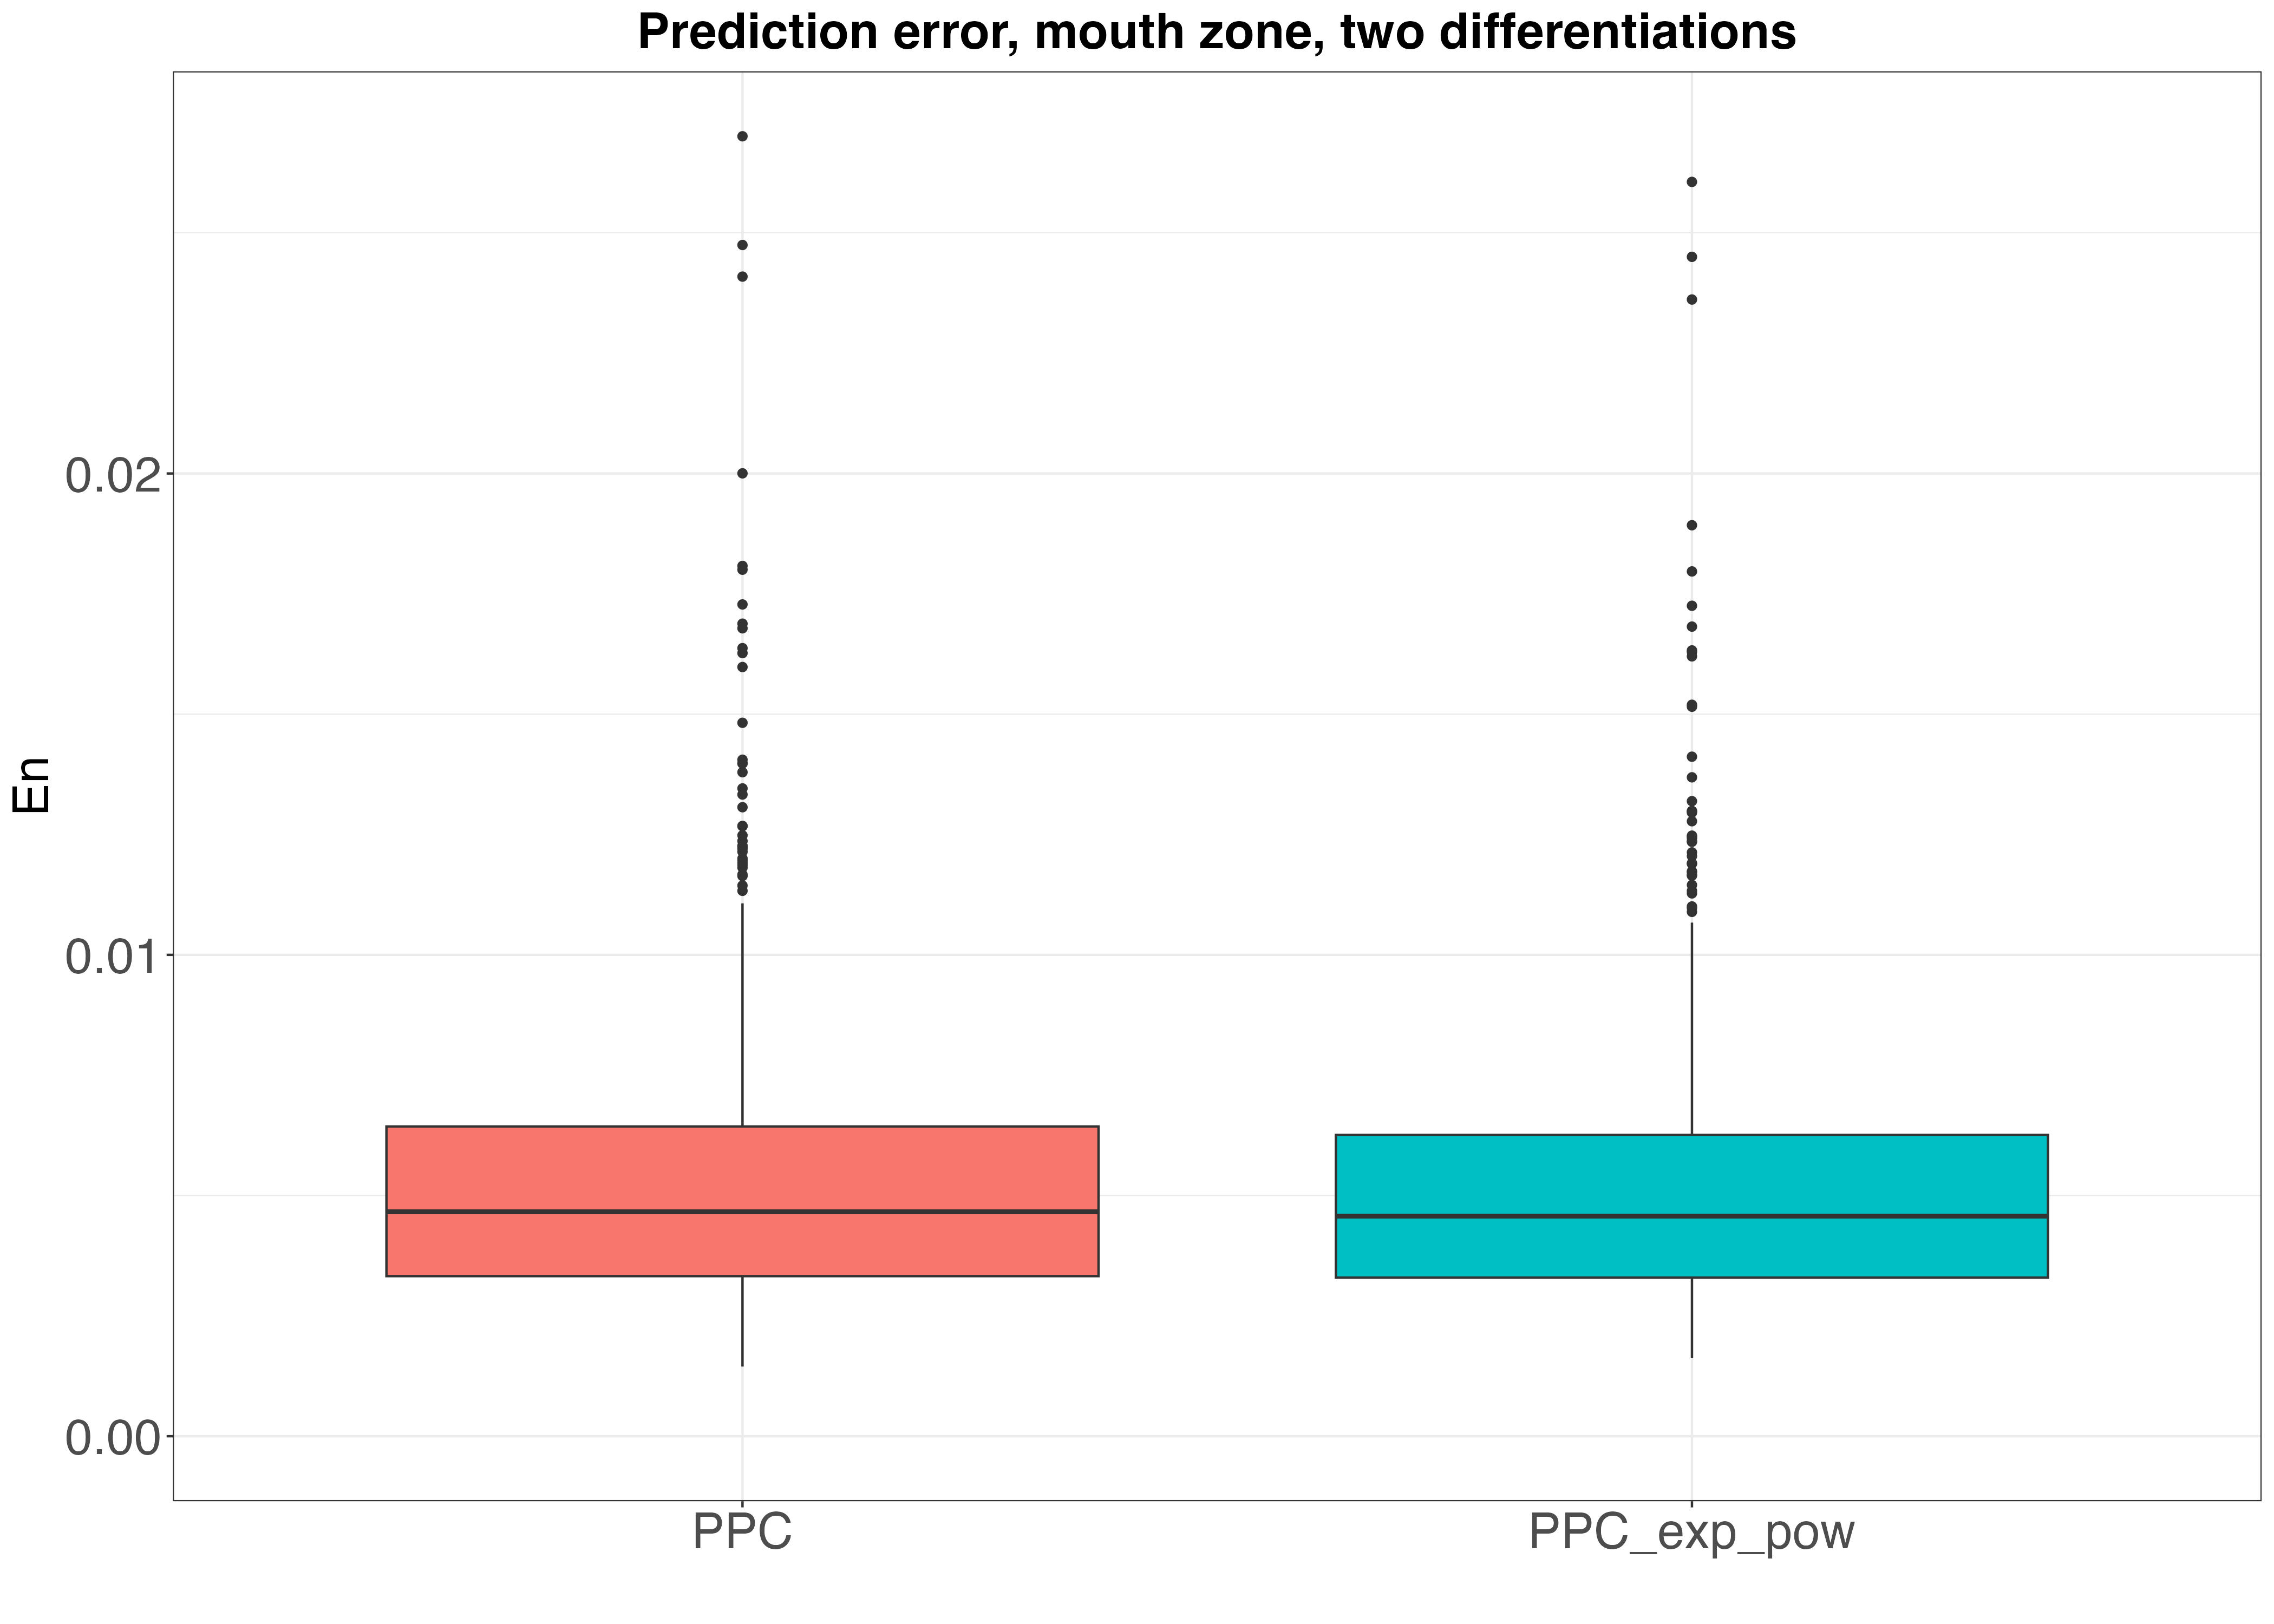 Prediction error, mouth zone, two differentiations
En
0.02
0.01
0.00
PPC
PPC_exp_pow